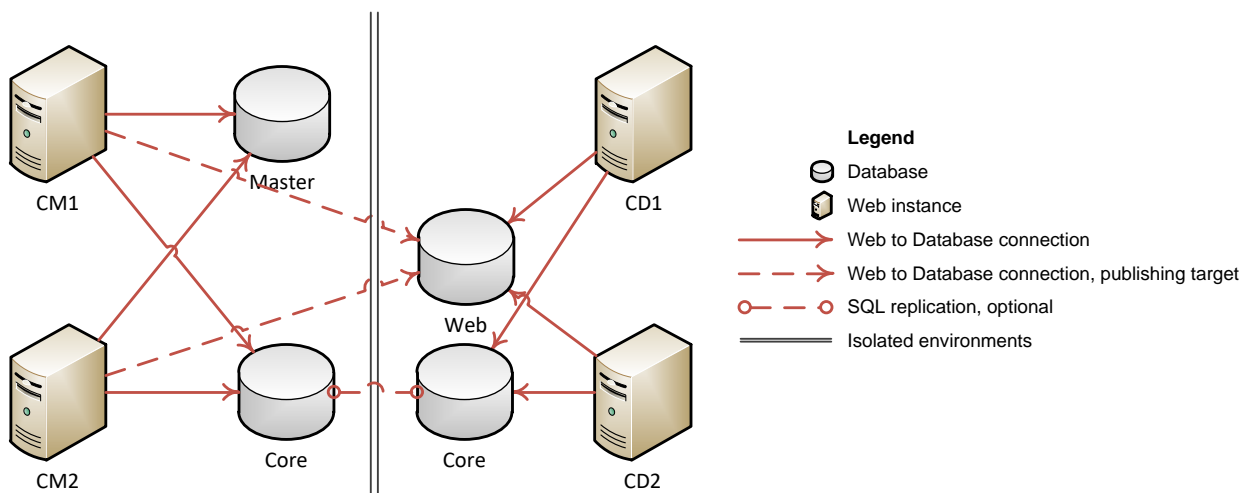 CM1
Master
CM2
Core
Web
Core
CD1
CD2
Legend
Database
Web instance
Web to Database connection
Web to Database connection, publishing target
SQL replication, optional
Isolated environments